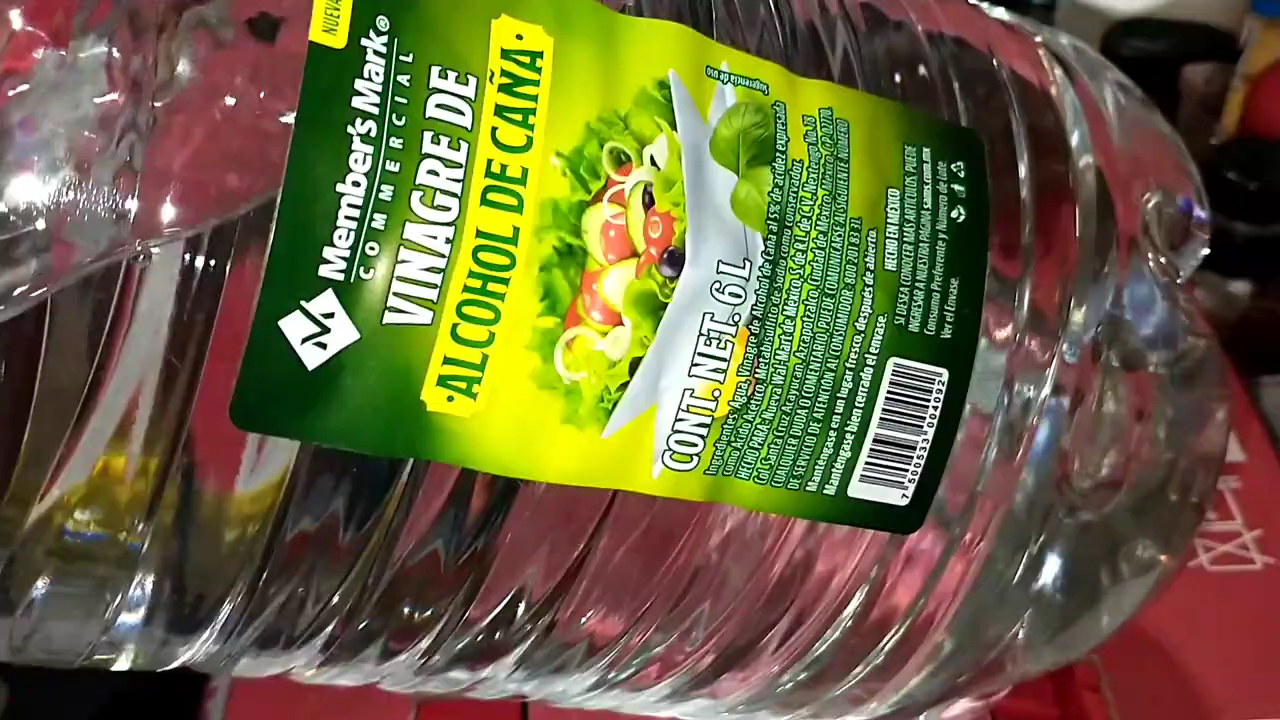 NUEVA
Member's Mark®
COMMERCIAL
VINAGRE DE
·ALCOHOL DE CAÑA·
Sugerencia de uso
CONT. NET. 6 L
Ingredientes: Agua y Vinagre de Alcohol de Caña al 5% de acidez expresada
como Ácido Acético, Metabisulfito de Sodio como conservador.
HECHO PARA: Nueva Wal Mart de México, S. de R.L. de C.V. Nextengo No.78
Col. Santa Cruz Acayucan, Azcapotzalco, Ciudad de México, México, C.P. 02770.
CUALQUIER DUDA O COMENTARIO PUEDE COMUNICARSE AL SIGUIENTE NÚMERO
DE SERVICIO DE ATENCIÓN AL CONSUMIDOR: 800 201 8321.
Manténgase en un lugar fresco, después de abierto.
Manténgase bien cerrado el envase.
HECHO EN MÉXICO
SI DESEA CONOCER MÁS ARTÍCULOS, PUEDE
INGRESAR A NUESTRA PÁGINA sams.com.mx
Consumo Preferente y Número de Lote
Ver el Envase.
7 500533 004092